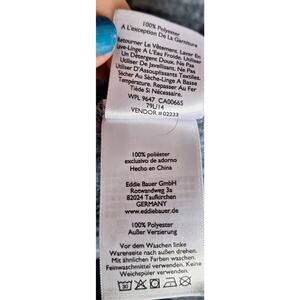 100% Polyester
A L'Exception De La Garniture
Retourner Le Vêtement, Laver En
uve-Linge A L'Eau Froide, Utiliser
Un Détergent Doux, Ne Pas
Utiliser De Javellisant, Ne Pas
Utiliser D'Assouplissants Textiles.
Sécher Au Sèche-Linge A Basse
Température, Repasser Au Fer
Tiède Si Nécessaire.
WPL 9647 CA00665
79L/14
VENDOR #02233
100% poliéster
exclusivo de adorno
Hecho en China
Eddie Bauer GmbH
Rotwandweg 3a
82024 Taufkirchen
GERMANY
www.eddiebauer.de
100% Polyester
Außer Verzierung
Vor dem Waschen linke
Warenseite nach außen drehen.
Mit ähnlichen Farben waschen.
Feinwaschmittel verwenden. Keine
Weichspüler verwenden.